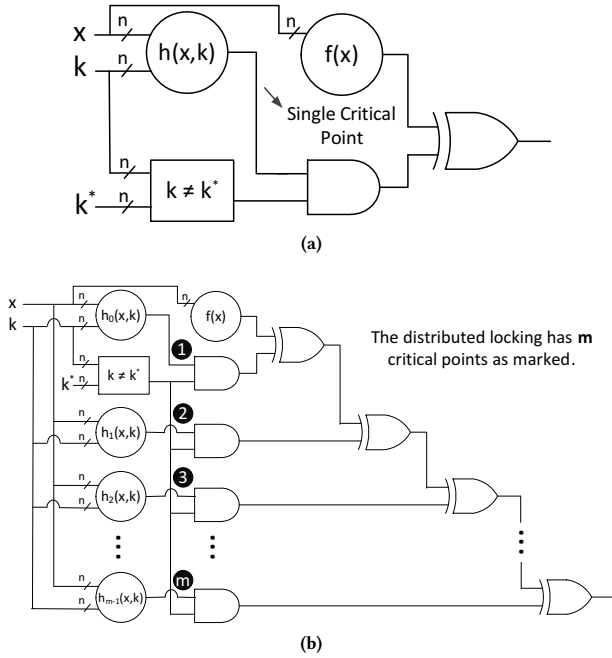 n
x
n
n
h(x,k)
f(x)
k
n
Single Critical
Point
n
k ≠ k*
k*
n
(a)
x
n
n
h₀(x,k)
f(x)
k
n
The distributed locking has m
critical points as marked.
1
n
k ≠ k*
k*
n
2
n
h₁(x,k)
n
3
n
h₂(x,k)
n
m
n
hₘ₋₁(x,k)
n
(b)